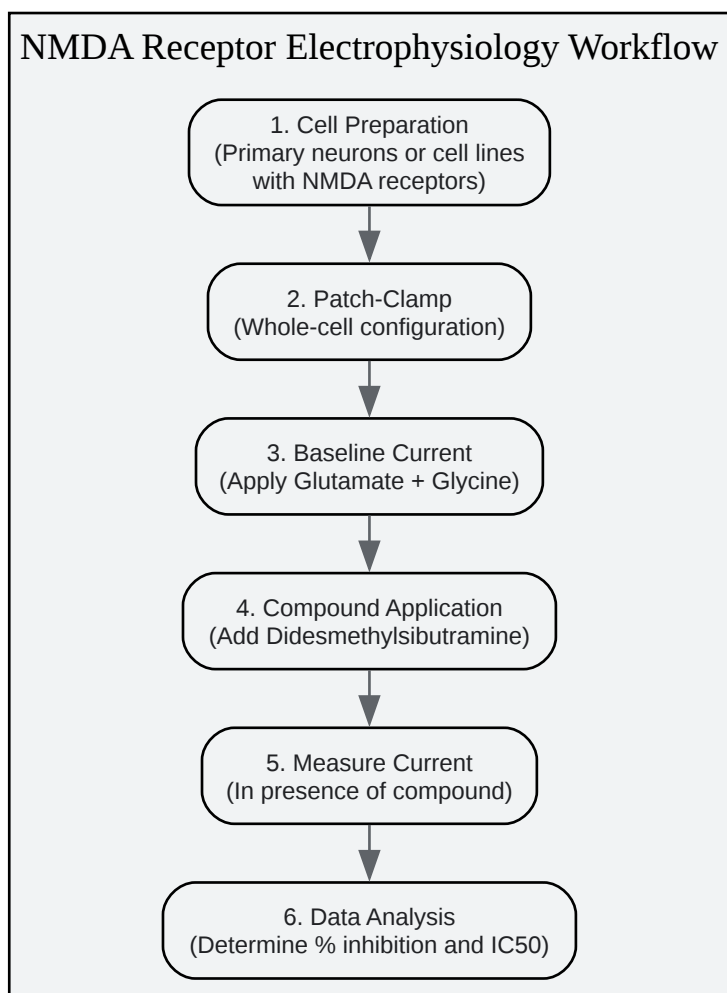 NMDA Receptor Electrophysiology Workflow
1. Cell Preparation
(Primary neurons or cell lines
with NMDA receptors)
2. Patch-Clamp
(Whole-cell configuration)
3. Baseline Current
(Apply Glutamate + Glycine)
4. Compound Application
(Add Didesmethylsibutramine)
5. Measure Current
(In presence of compound)
6. Data Analysis
(Determine % inhibition and IC50)